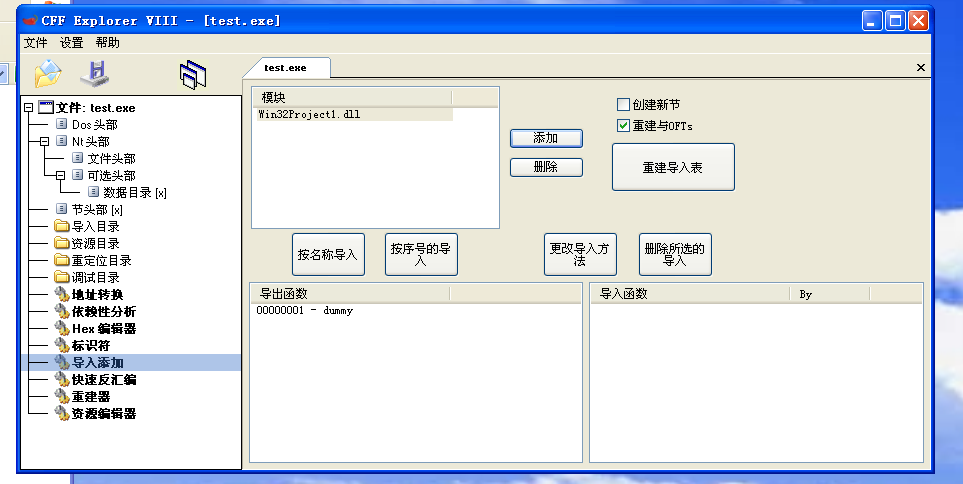 CFF Explorer VIII - [test.exe]
文件 设置 帮助
test.exe
文件: test.exe
Dos 头部
Nt 头部
文件头部
可选头部
数据目录 [x]
节头部 [x]
导入目录
资源目录
重定位目录
调试目录
地址转换
依赖性分析
Hex 编辑器
标识符
导入添加
快速反汇编
重建器
资源编辑器
模块
Win32Project1.dll
添加
删除
创建新节
重建与OFTs
重建导入表
按名称导入
按序号的导
入
更改导入方
法
删除所选的
导入
导出函数
00000001 - dummy
导入函数 By